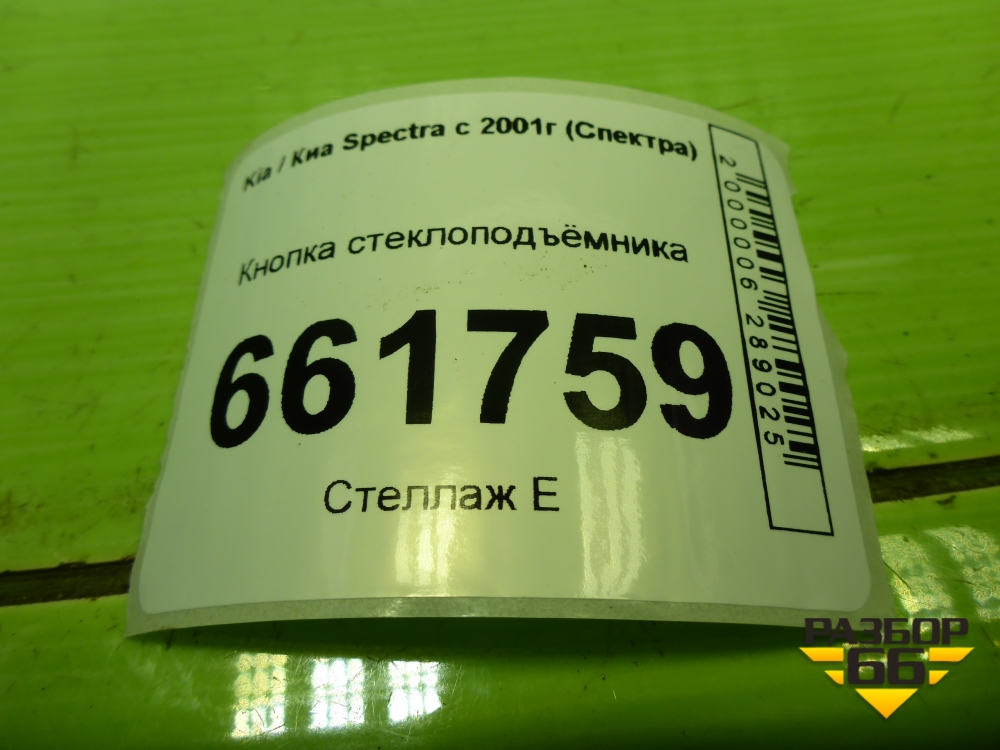 Kia / Киа Spectra с 2001г (Спектра)
Кнопка стеклоподъёмника
661759
Стеллаж Е
2000006289025
РАЗБОР
66